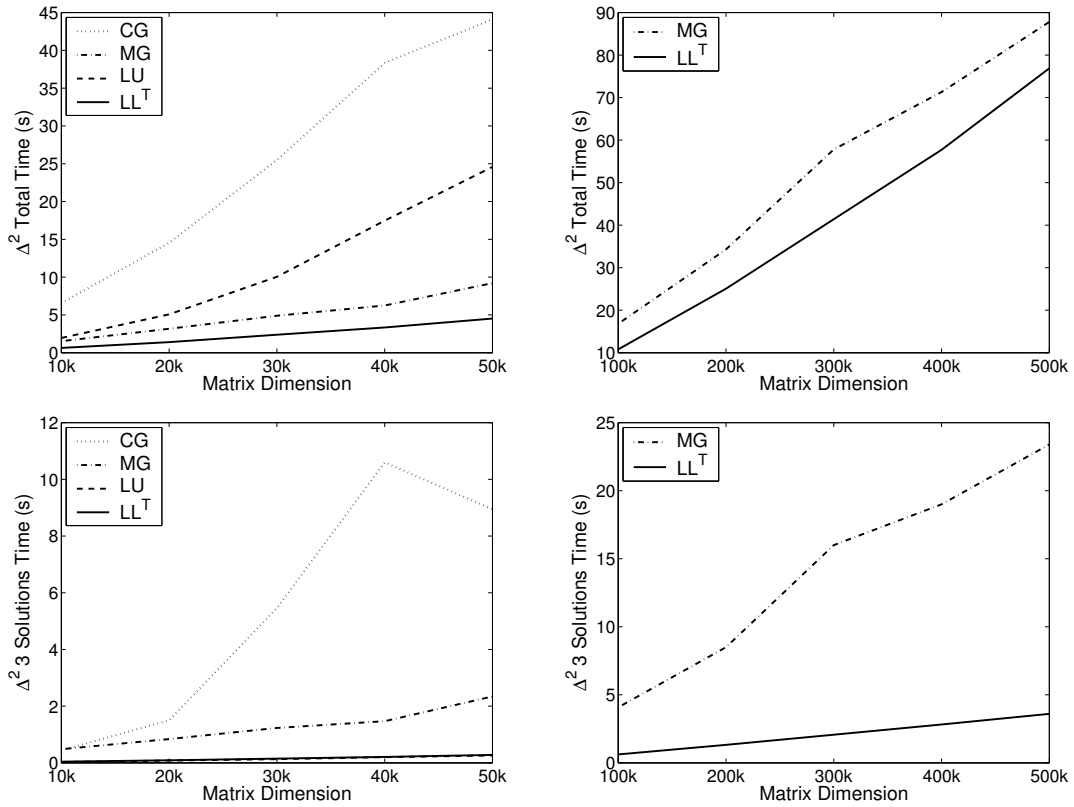 45
40
35
30
25
20
15
10
5
0
Δ² Total Time (s)
CG
MG
LU
LLᵀ
10k 20k 30k 40k 50k
Matrix Dimension
90
80
70
60
50
40
30
20
10
Δ² Total Time (s)
MG
LLᵀ
100k 200k 300k 400k 500k
Matrix Dimension
12
10
8
6
4
2
0
Δ² 3 Solutions Time (s)
CG
MG
LU
LLᵀ
10k 20k 30k 40k 50k
Matrix Dimension
25
20
15
10
5
0
Δ² 3 Solutions Time (s)
MG
LLᵀ
100k 200k 300k 400k 500k
Matrix Dimension